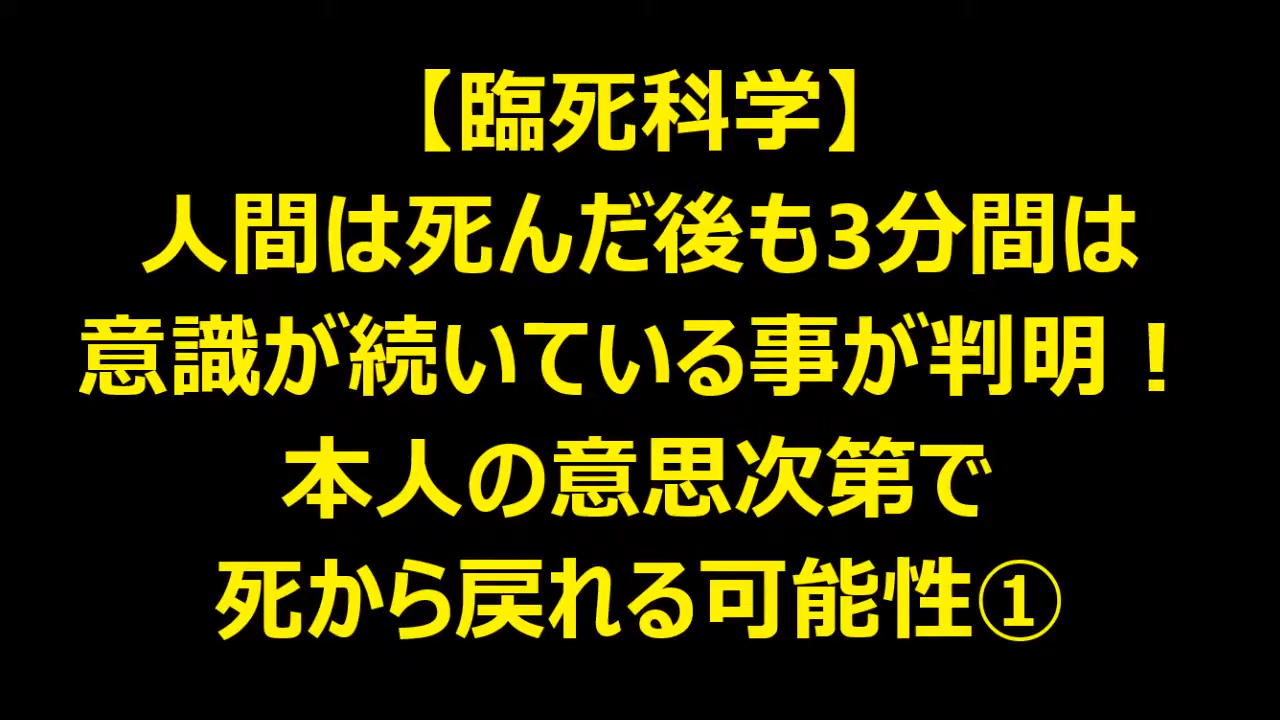 【臨死科学】
人間は死んだ後も3分間は
意識が続いている事が判明！
本人の意思次第で
死から戻れる可能性①